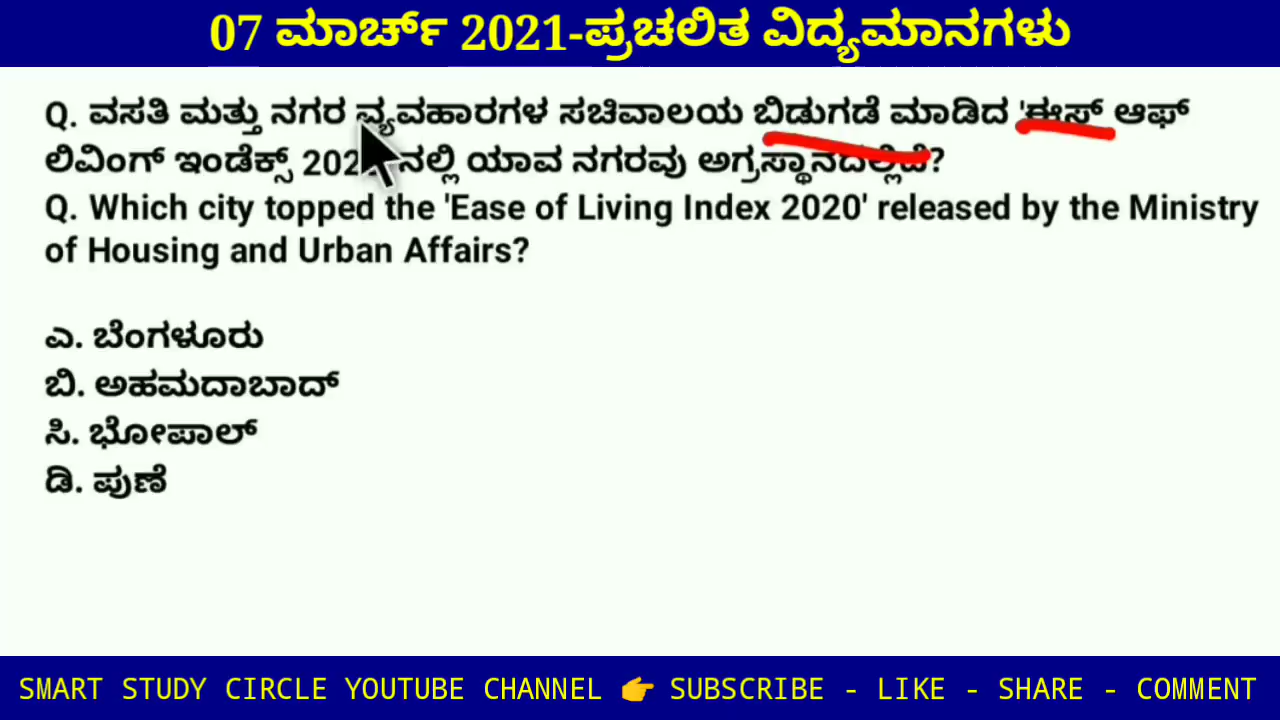 07 ಮಾರ್ಚ್ 2021-ಪ್ರಚಲಿತ ವಿದ್ಯಮಾನಗಳು
Q. ವಸತಿ ಮತ್ತು ನಗರ ವ್ಯವಹಾರಗಳ ಸಚಿವಾಲಯ ಬಿಡುಗಡೆ ಮಾಡಿದ 'ಈಸ್ ಆಫ್
ಲಿವಿಂಗ್ ಇಂಡೆಕ್ಸ್ ನಲ್ಲಿ ಯಾವ ನಗರವು ಅಗ್ರಸ್ಥಾನದಲ್ಲಿದೆ?
Q. Which city topped the 'Ease of Living Index 2020' released by the Ministry
of Housing and Urban Affairs?
ಎ. ಬೆಂಗಳೂರು
ಬಿ. ಅಹಮದಾಬಾದ್
ಸಿ. ಭೋಪಾಲ್
ಡಿ. ಪುಣೆ
SMART STUDY CIRCLE YOUTUBE CHANNEL 👉 SUBSCRIBE - LIKE - SHARE - COMMENT